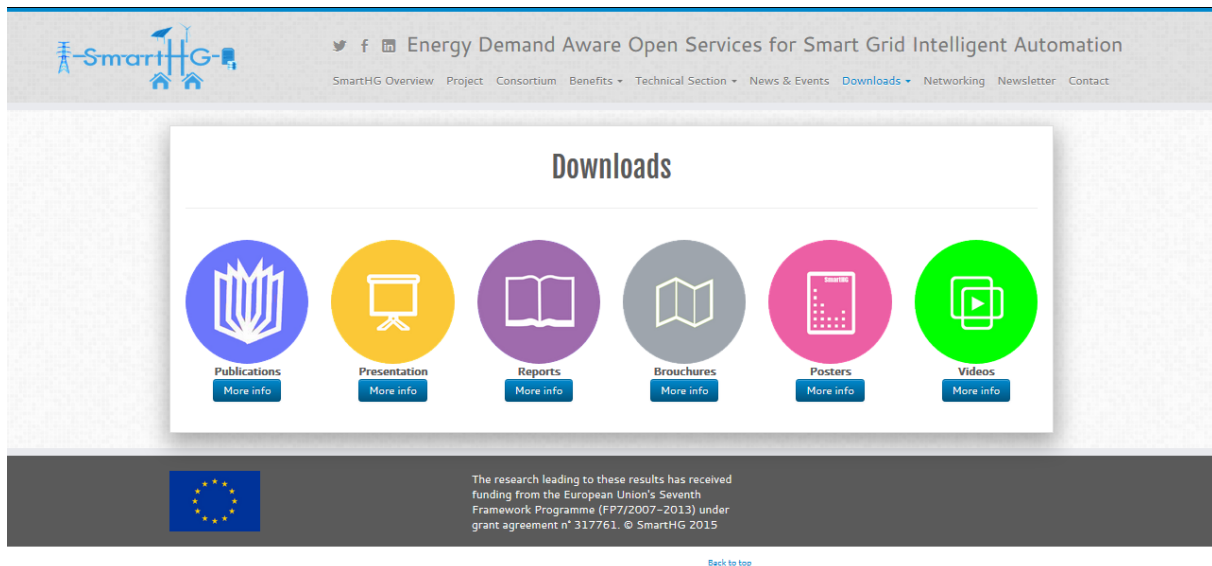 SmartHG
Energy Demand Aware Open Services for Smart Grid Intelligent Automation
SmartHG Overview Project Consortium Benefits Technical Section News & Events Downloads Networking Newsletter Contact
Downloads
SmartHG
Publications Presentation Reports Brouchures Posters Videos
More info More info More info More info More info More info
The research leading to these results has received
funding from the European Union's Seventh
Framework Programme (FP7/2007-2013) under
grant agreement n° 317761. © SmartHG 2015
Back to top